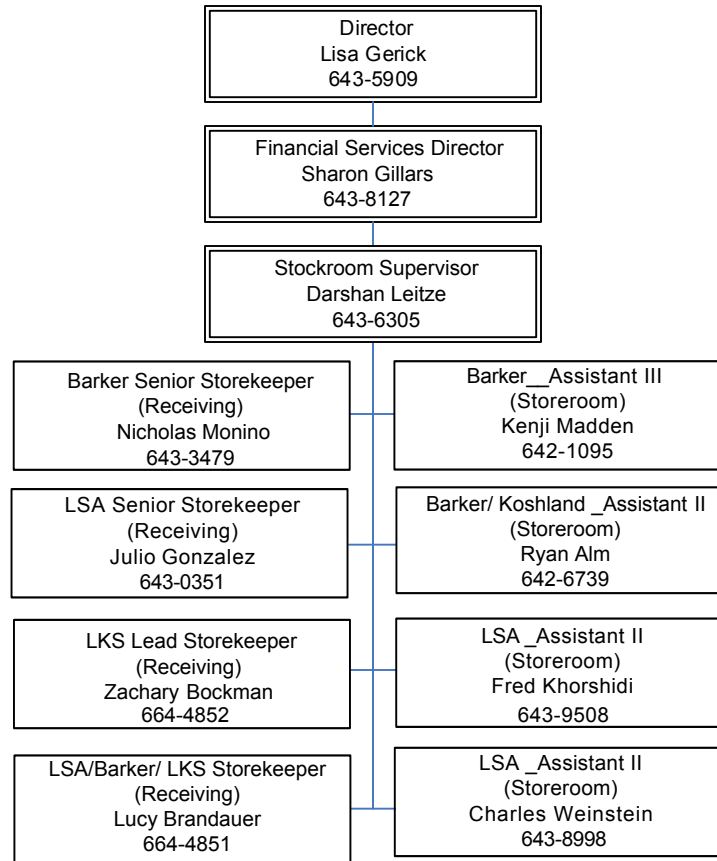 Director
Lisa Gerick
643-5909
Financial Services Director
Sharon Gillars
643-8127
Stockroom Supervisor
Darshan Leitze
643-6305
Barker Senior Storekeeper
(Receiving)
Nicholas Monino
643-3479
Barker__Assistant III
(Storeroom)
Kenji Madden
642-1095
LSA Senior Storekeeper
(Receiving)
Julio Gonzalez
643-0351
Barker/ Koshland _Assistant II
(Storeroom)
Ryan Alm
642-6739
LKS Lead Storekeeper
(Receiving)
Zachary Bockman
664-4852
LSA _Assistant II
(Storeroom)
Fred Khorshidi
643-9508
LSA/Barker/ LKS Storekeeper
(Receiving)
Lucy Brandauer
664-4851
LSA _Assistant II
(Storeroom)
Charles Weinstein
643-8998